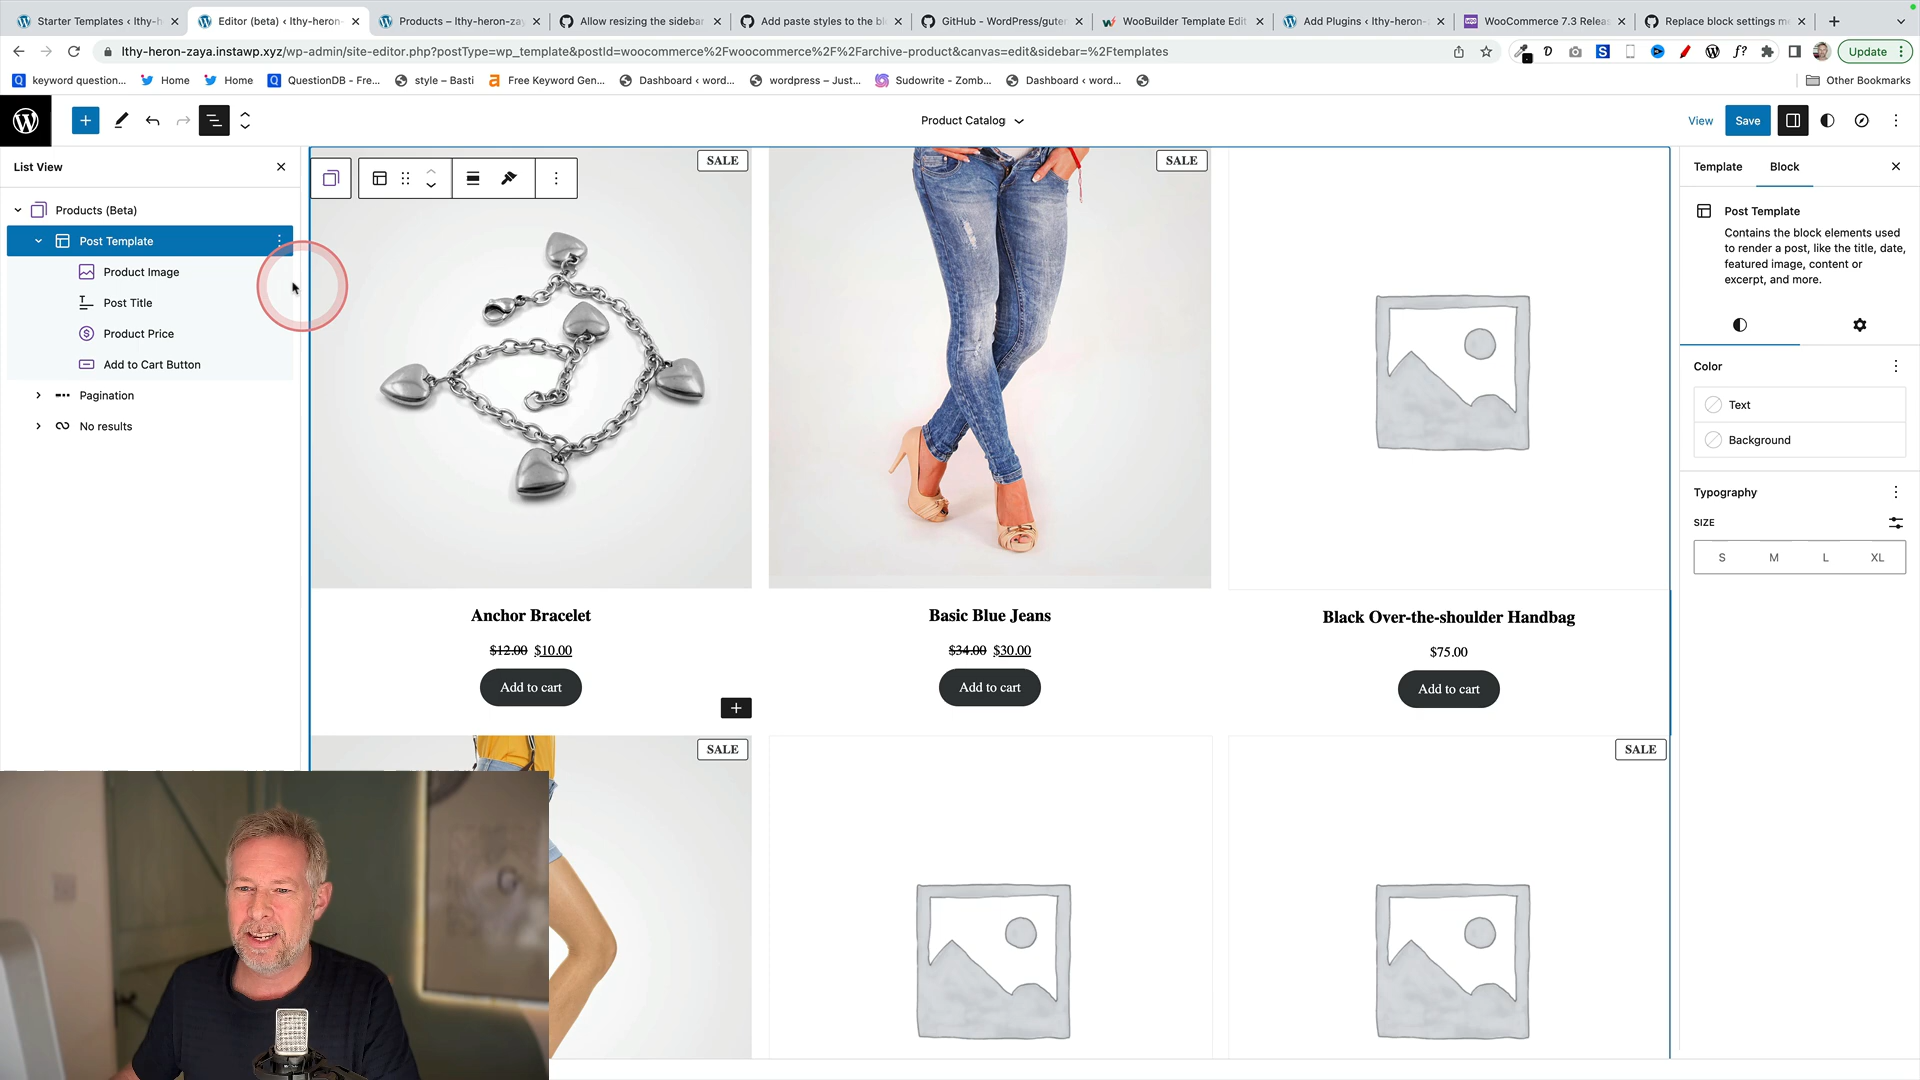 Starter Templates ‹ lthy-h
Editor (beta) ‹ lthy-heron-
Products – lthy-heron-za
Allow resizing the sideba
Add paste styles to the bl
GitHub - WordPress/guter
WooBuilder Template Edit
Add Plugins ‹ lthy-heron-
WooCommerce 7.3 Relea
Replace block settings m
lthy-heron-zaya.instawp.xyz/wp-admin/site-editor.php?postType=wp_template&postId=woocommerce%2Fwoocommerce%2F%2Farchive-product&canvas=edit&sidebar=%2Ftemplates
Update
keyword question...
Home
Home
QuestionDB - Fre...
style – Basti
Free Keyword Gen...
Dashboard ‹ word...
wordpress – Just...
Sudowrite - Zomb...
Dashboard ‹ word...
Other Bookmarks
Product Catalog
View
Save
List View
Products (Beta)
Post Template
Product Image
Post Title
Product Price
Add to Cart Button
Pagination
No results
SALE
SALE
Anchor Bracelet
$12.00 $10.00
Add to cart
Basic Blue Jeans
$34.00 $30.00
Add to cart
Black Over-the-shoulder Handbag
$75.00
Add to cart
SALE
SALE
Template
Block
Post Template
Contains the block elements used
to render a post, like the title, date,
featured image, content or
excerpt, and more.
Color
Text
Background
Typography
SIZE
S M L XL